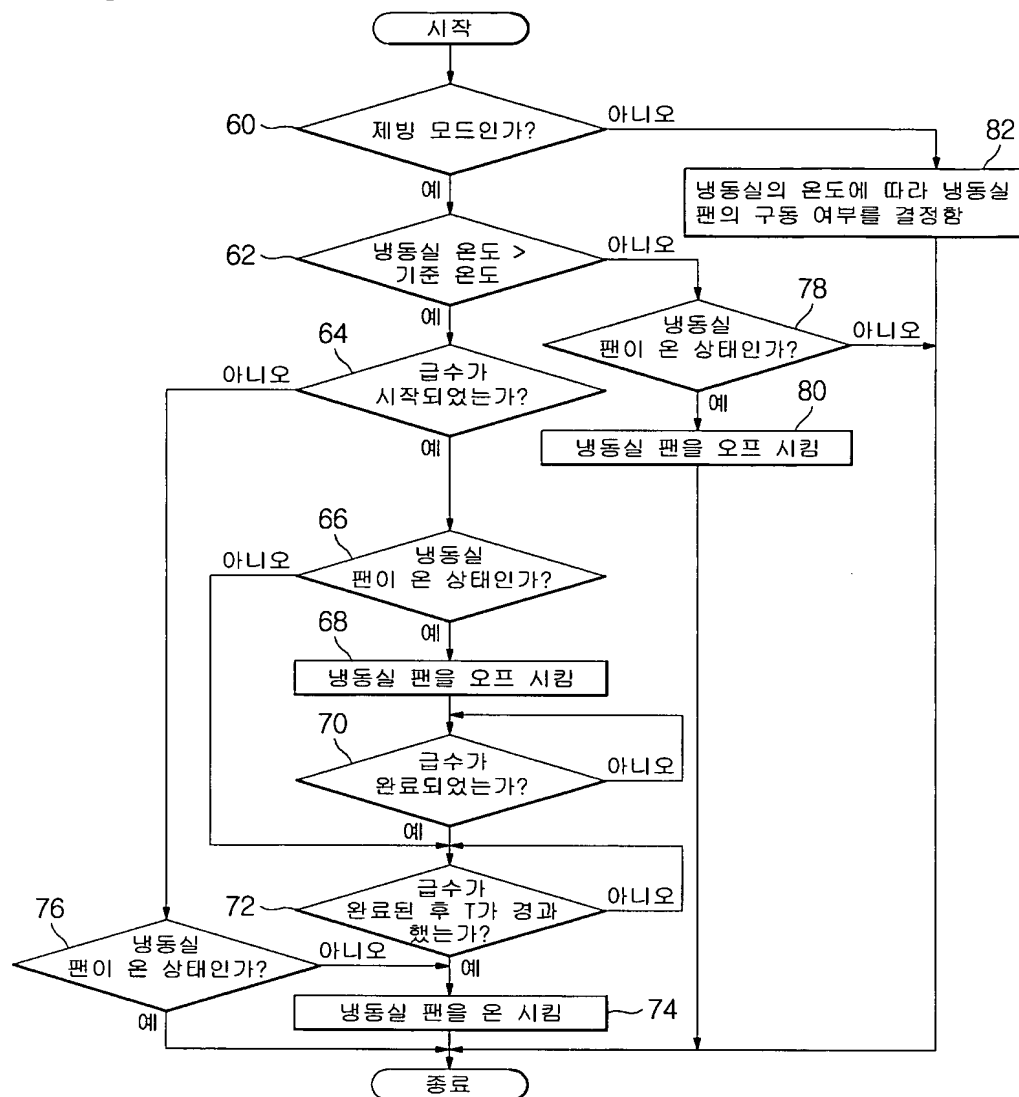 시작
60
제빙 모드인가?
아니오
82
예
냉동실의 온도에 따라 냉동실
팬의 구동 여부를 결정함
62
냉동실 온도 >
기준 온도
아니오
예
78
냉동실
팬이 온 상태인가?
아니오
64
급수가
시작되었는가?
아니오
예
예
80
냉동실 팬을 오프 시킴
66
냉동실
팬이 온 상태인가?
아니오
예
68
냉동실 팬을 오프 시킴
70
급수가
완료되었는가?
아니오
예
72
급수가
완료된 후 T가 경과
했는가?
아니오
예
76
냉동실
팬이 온 상태인가?
아니오
예
냉동실 팬을 온 시킴
74
종료